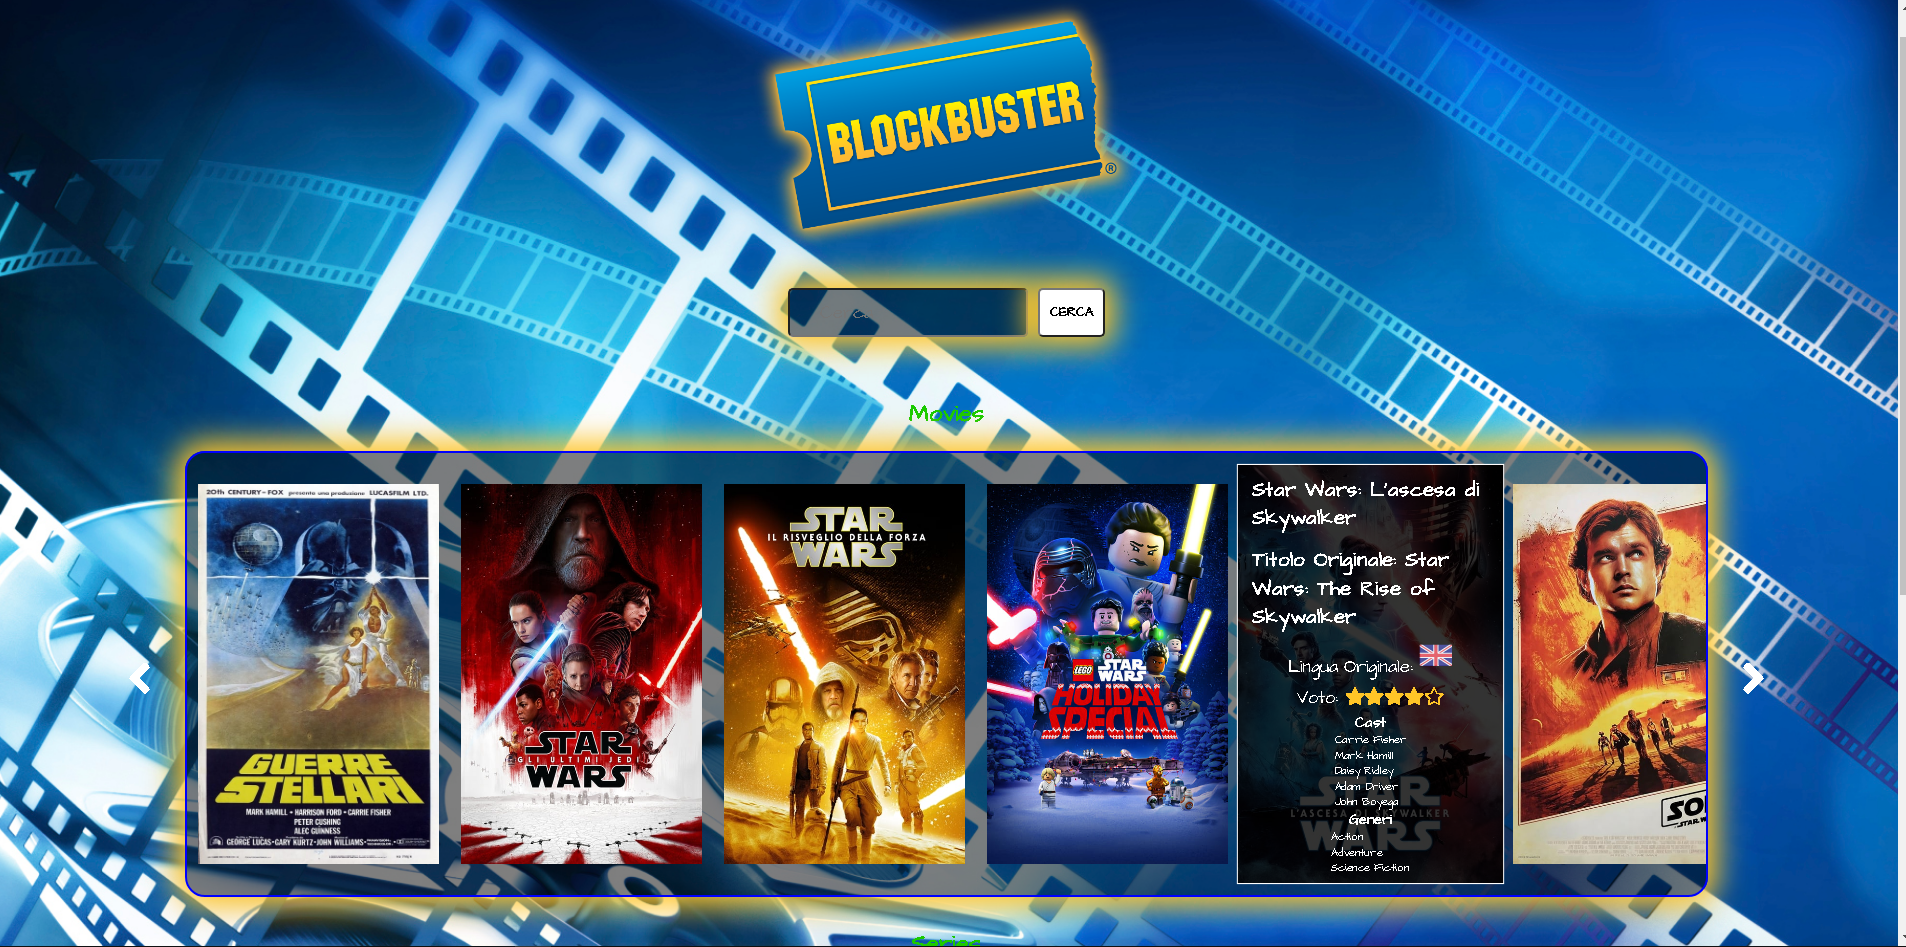 BLOCKBUSTER
®
CERCA
Movies
20th CENTURY-FOX presenta una produzione LUCASFILM LTD.
GUERRE
STELLARI
MARK HAMILL • HARRISON FORD • CARRIE FISHER
PETER CUSHING
ALEC GUINNESS
GEORGE LUCAS • GARY KURTZ • JOHN WILLIAMS
STAR
GLI ULTIMI JEDI
WARS
STAR
IL RISVEGLIO DELLA FORZA
WARS
LEGO
STAR
WARS
HOLIDAY
SPECIAL
Star Wars: L'ascesa di
Skywalker
Titolo Originale: Star
Wars: The Rise of
Skywalker
Lingua Originale:
Voto:
Cast
Carrie Fisher
Mark Hamill
Daisy Ridley
Adam Driver
John Boyega
Generi
Action
Adventure
Science Fiction
STAR
L'ASCESA DI SKYWALKER
WARS
SO
Series